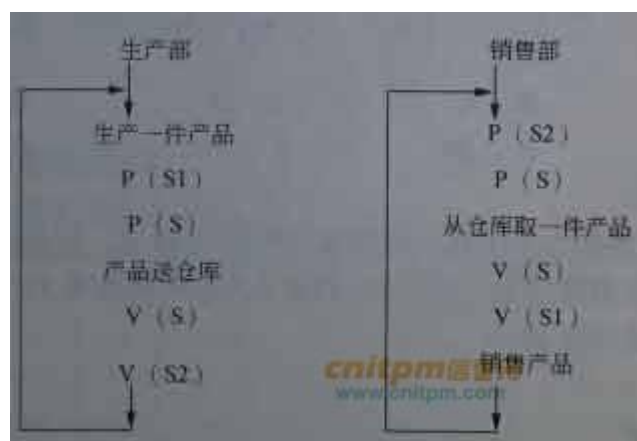 生产部
生产一件产品
P（S1）
P（S）
产品送仓库
V（S）
V（S2）
销售部
P（S2）
P（S）
从仓库取一件产品
V（S）
V（S1）
销售产品
cnitpm
www.cnitpm.com